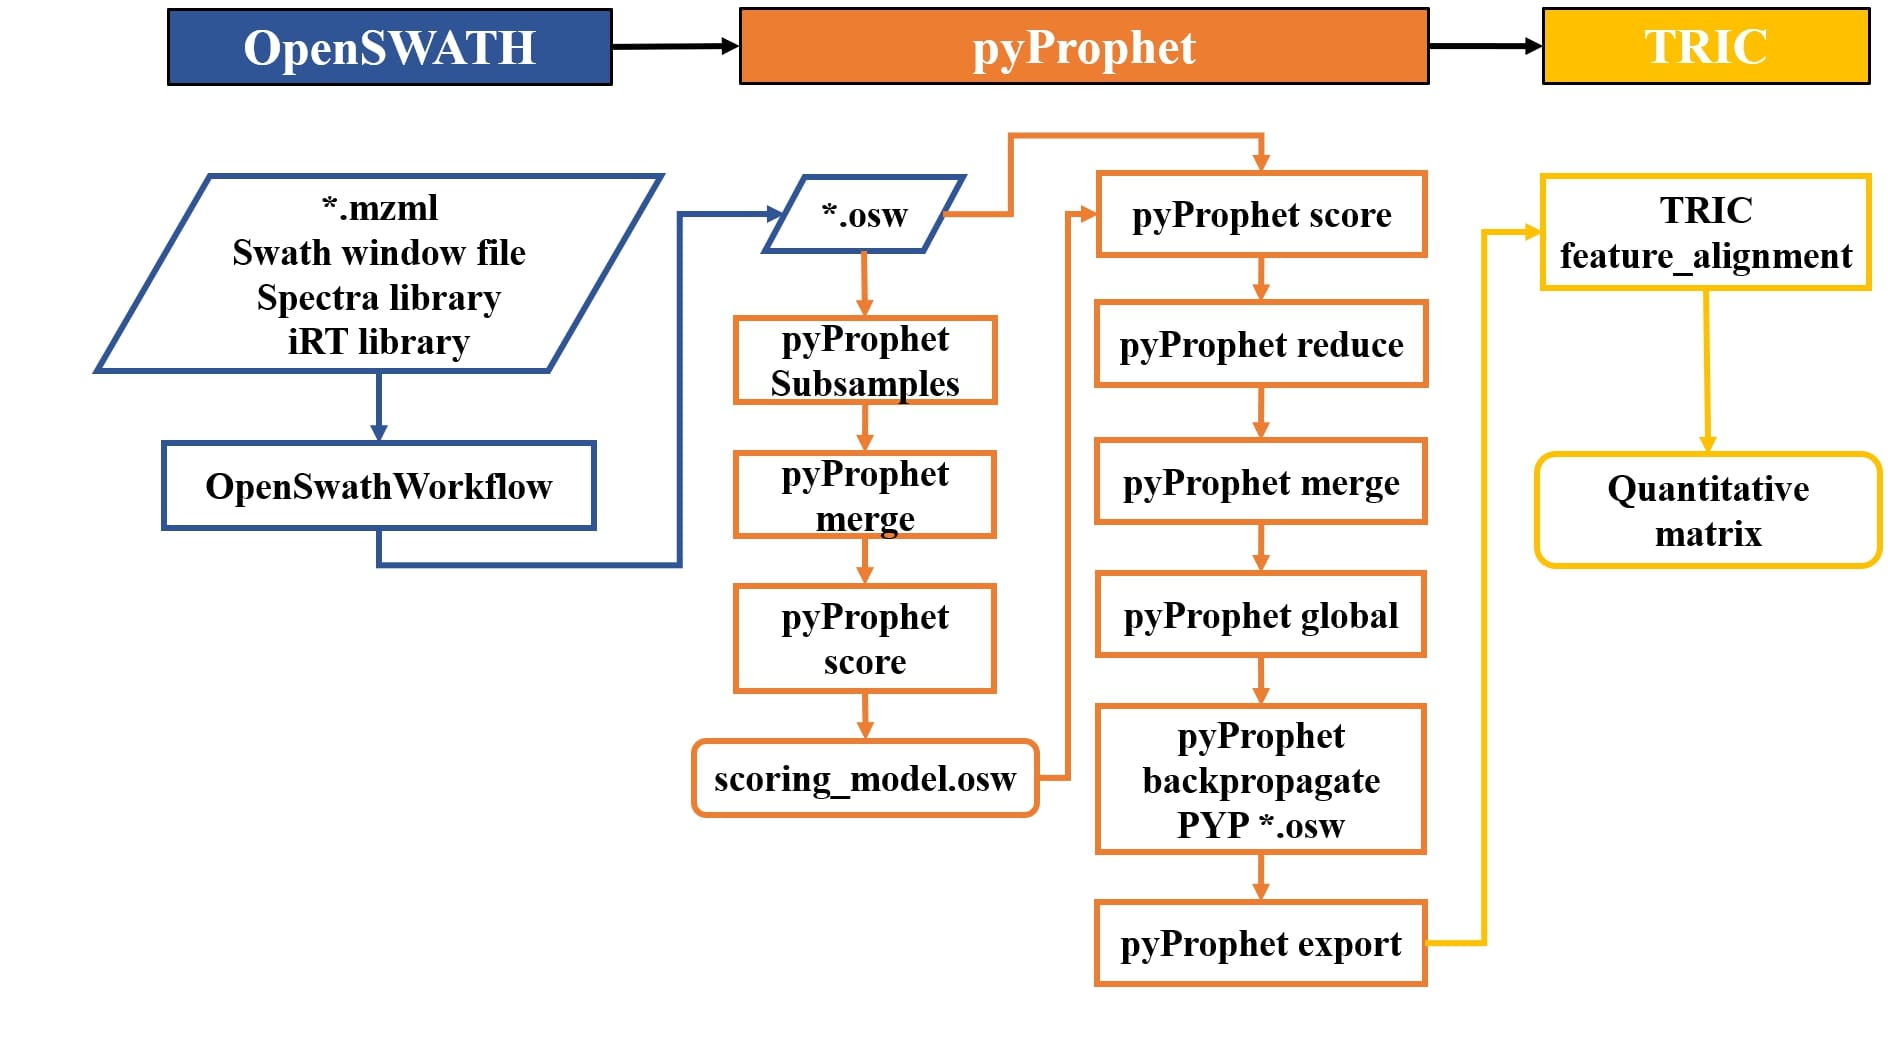 OpenSWATH
pyProphet
TRIC
*.mzml
Swath window file
Spectra library
iRT library
OpenSwathWorkflow
*.osw
pyProphet
Subsamples
pyProphet
merge
pyProphet
score
scoring_model.osw
pyProphet score
pyProphet reduce
pyProphet merge
pyProphet global
pyProphet
backpropagate
PYP *.osw
pyProphet export
TRIC
feature_alignment
Quantitative
matrix